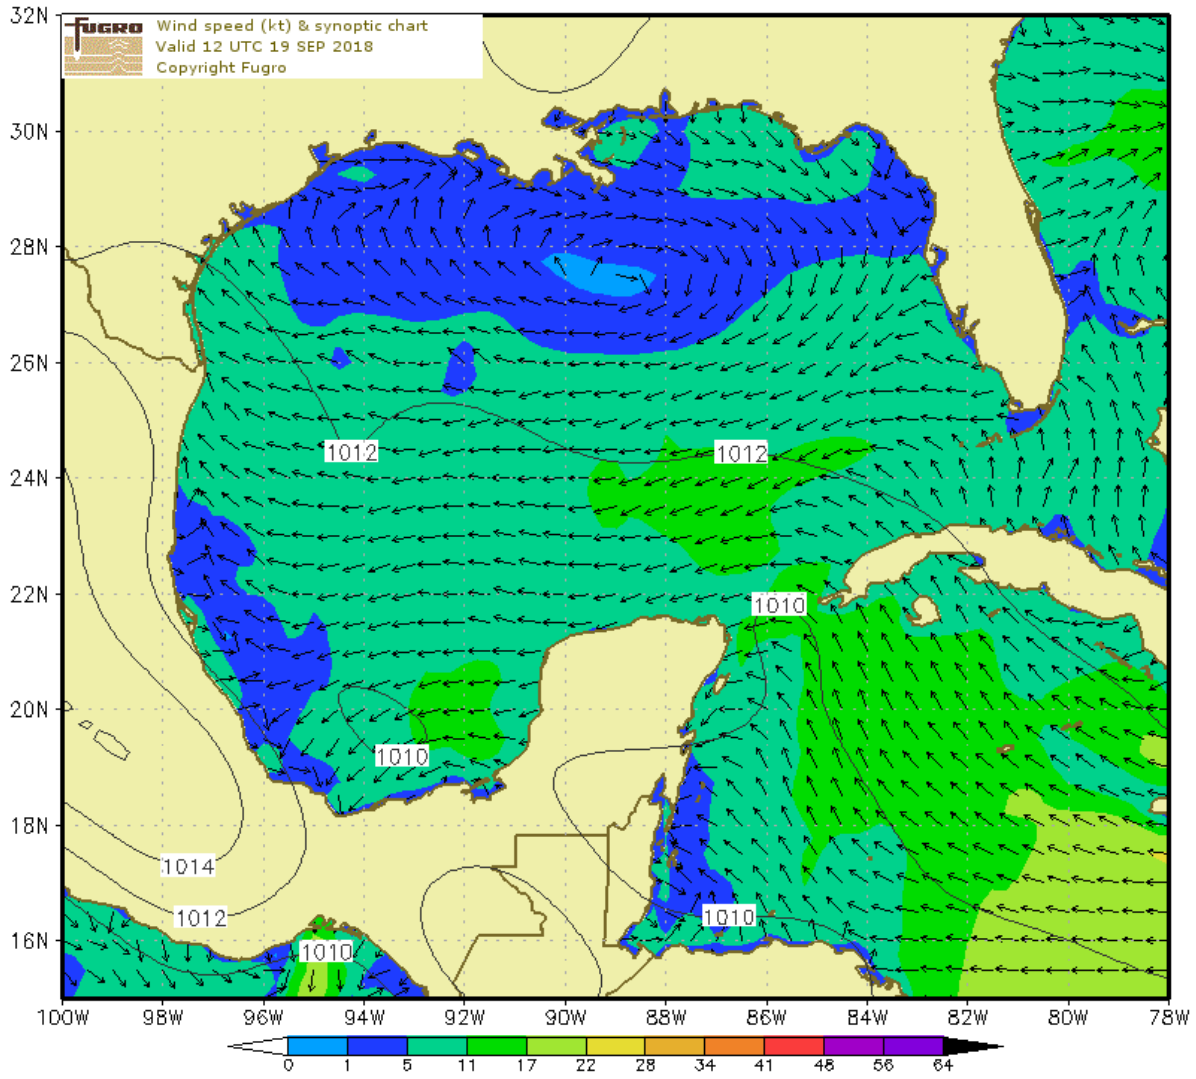 FUGRO
Wind speed (kt) & synoptic chart
Valid 12 UTC 19 SEP 2018
Copyright Fugro
32N
30N
28N
26N
24N
22N
20N
18N
16N
1012
1012
1010
1010
1014
1012
1010
1010
100W 98W 96W 94W 92W 90W 88W 86W 84W 82W 80W 78W
0 1 5 11 17 22 28 34 41 48 56 64